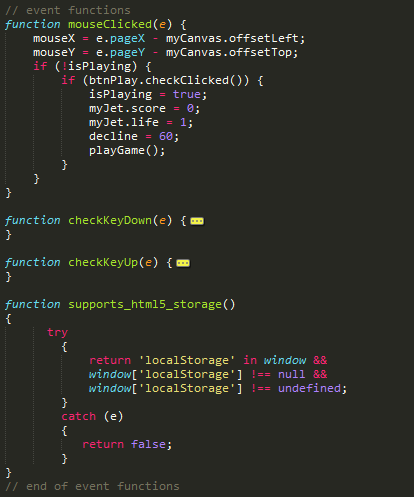 // event functions
function mouseClicked(e) {
    mouseX = e.pageX - myCanvas.offsetLeft;
    mouseY = e.pageY - myCanvas.offsetTop;
    if (!isPlaying) {
        if (btnPlay.checkClicked()) {
            isPlaying = true;
            myJet.score = 0;
            myJet.life = 1;
            decline = 60;
            playGame();
        }
    }
}
function checkKeyDown(e) {
}
function checkKeyUp(e) {
}
function supports_html5_storage()
{
      try
        {
            return 'localStorage' in window &&
            window['localStorage'] !== null &&
            window['localStorage'] !== undefined;
        }
        catch (e)
        {
           return false;
        }
}
// end of event functions